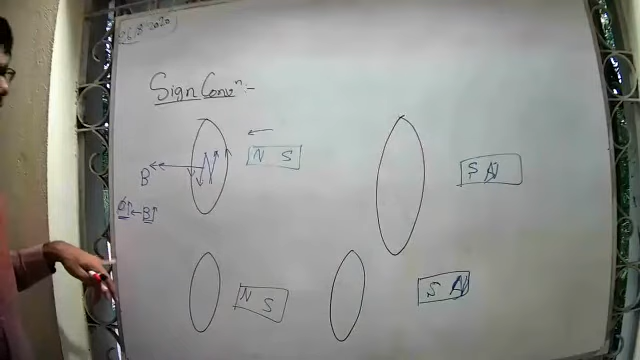 Sign Convⁿ:-
N S
S N
B
N
Φ↑ ← B↑
N S
S N